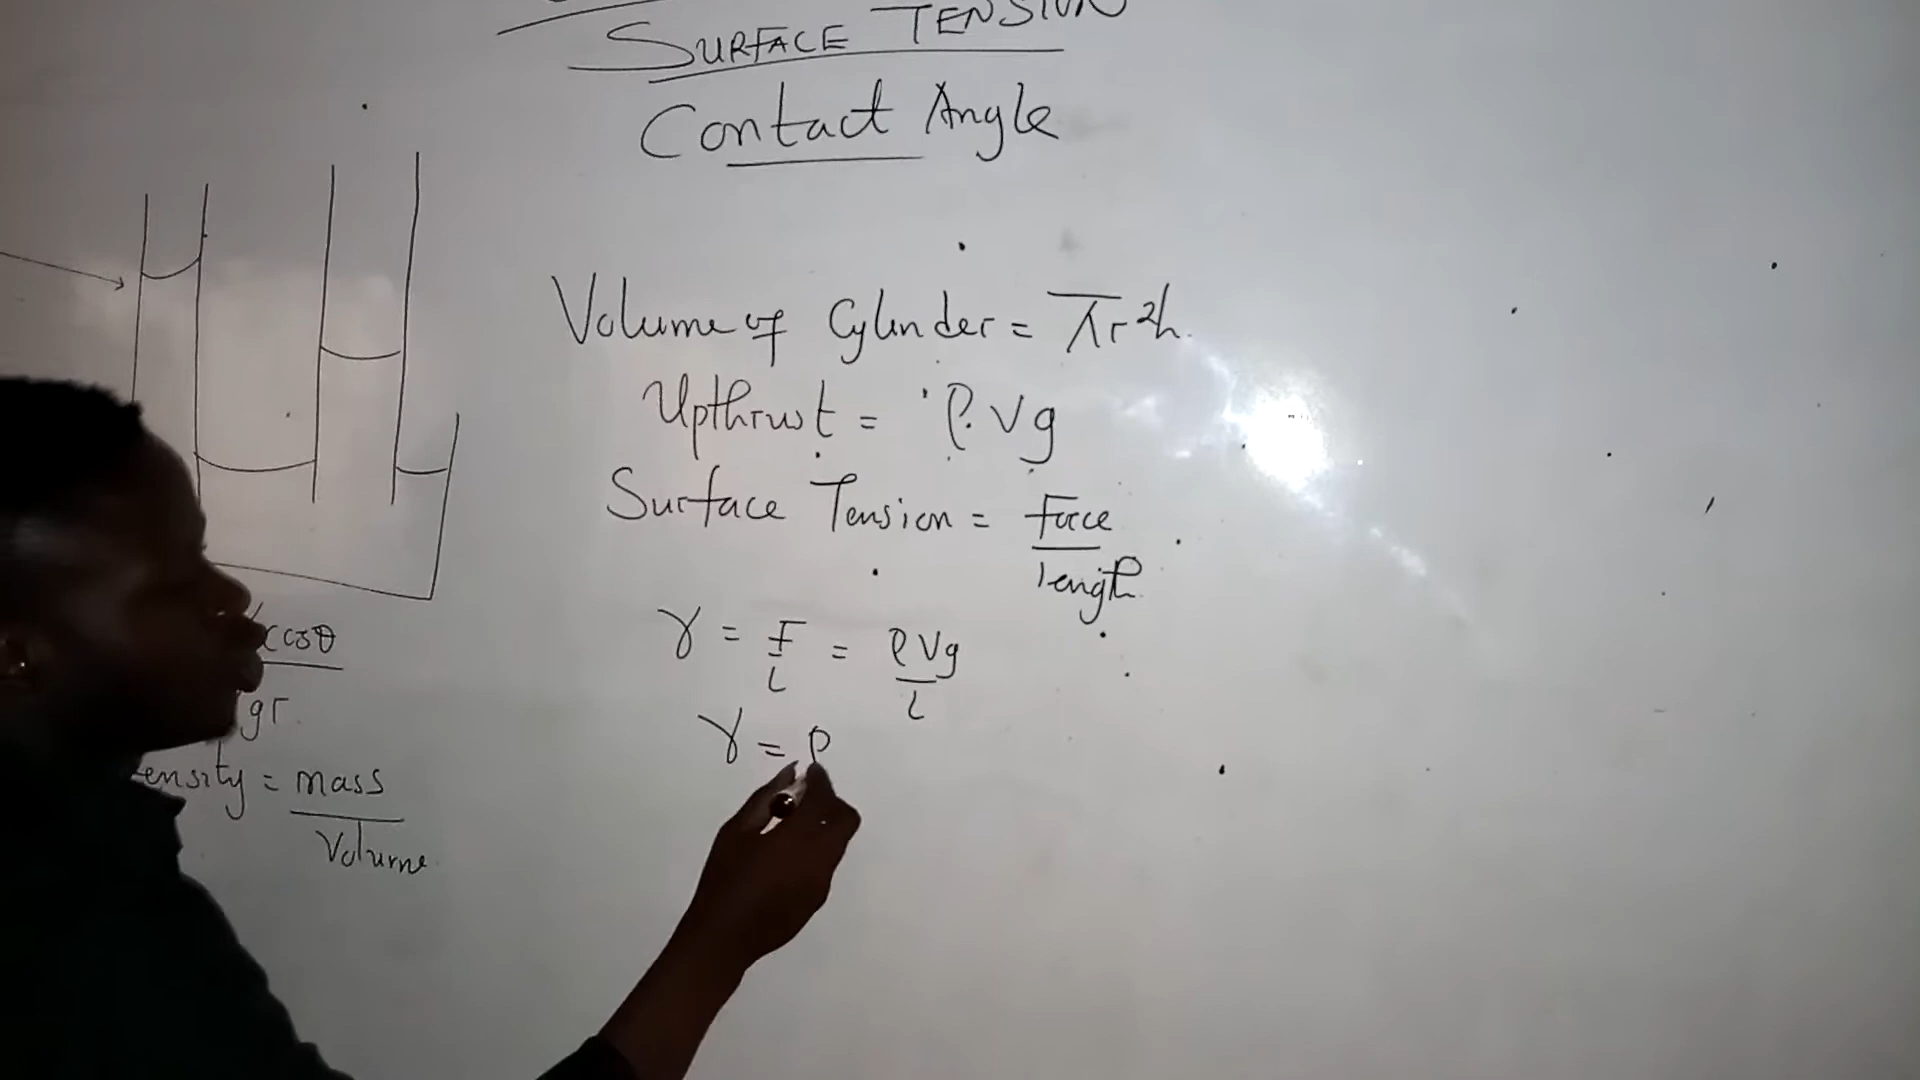 SURFACE TENSION
Contact Angle
Volume of Cylinder = πr²h.
Upthrust = ρ.Vg
Surface Tension = Force
length
γ = F = ρVg
L L
γ = ρ
cosθ
gr.
ensity = mass
Volume